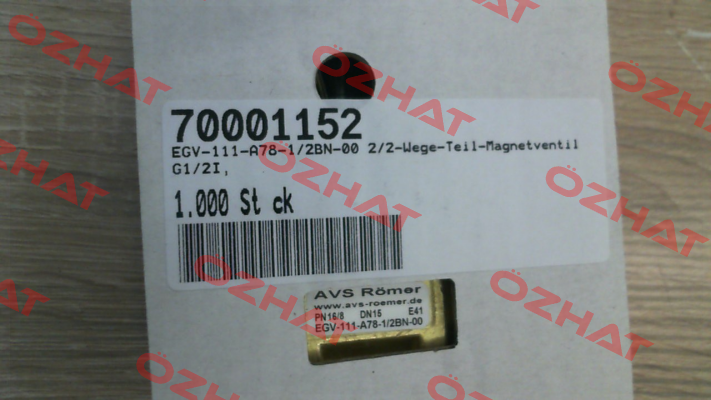 70001152
EGV-111-A78-1/2BN-00 2/2-Wege-Teil-Magnetventil
G1/2I,
1.000 St ck
AVS Römer
www.avs-roemer.de
PN16/8 DN15 E41
EGV-111-A78-1/2BN-00
ÖZHAT
ÖZHAT
ÖZHAT
ÖZHAT
ÖZHAT
ÖZHAT
ÖZHAT
ÖZHAT